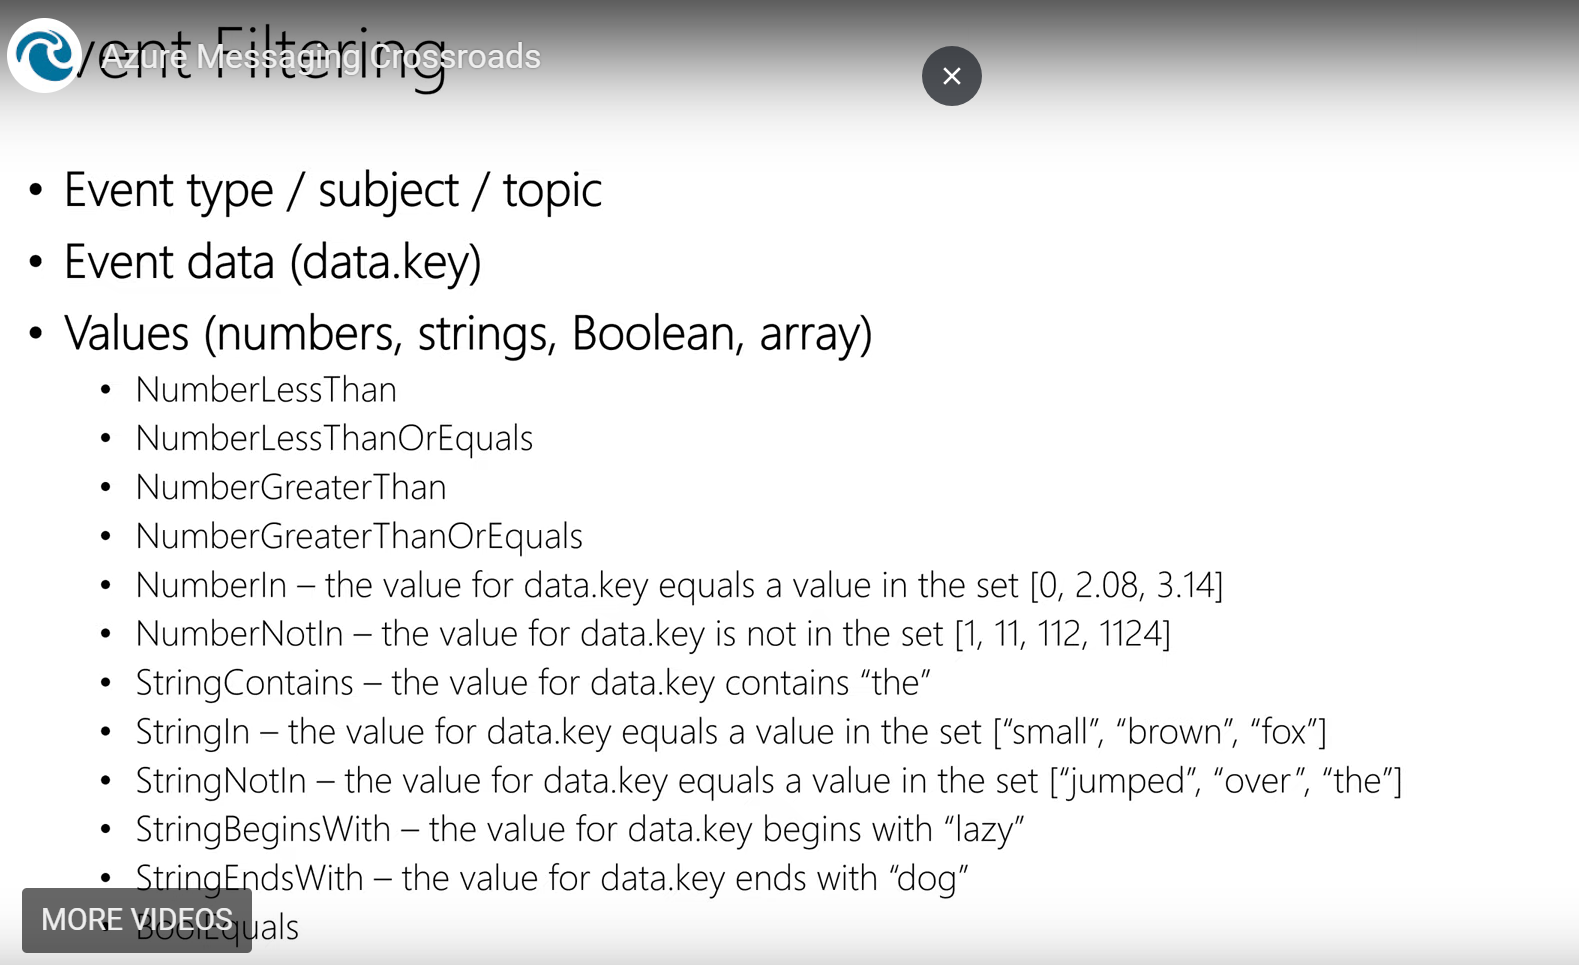 Event Filtering
Azure Messaging Crossroads
• Event type / subject / topic
• Event data (data.key)
• Values (numbers, strings, Boolean, array)
• NumberLessThan
• NumberLessThanOrEquals
• NumberGreaterThan
• NumberGreaterThanOrEquals
• NumberIn – the value for data.key equals a value in the set [0, 2.08, 3.14]
• NumberNotIn – the value for data.key is not in the set [1, 11, 112, 1124]
• StringContains – the value for data.key contains “the”
• StringIn – the value for data.key equals a value in the set [“small”, “brown”, “fox”]
• StringNotIn – the value for data.key equals a value in the set [“jumped”, “over”, “the”]
• StringBeginsWith – the value for data.key begins with “lazy”
• StringEndsWith – the value for data.key ends with “dog”
• BoolEquals
MORE VIDEOS